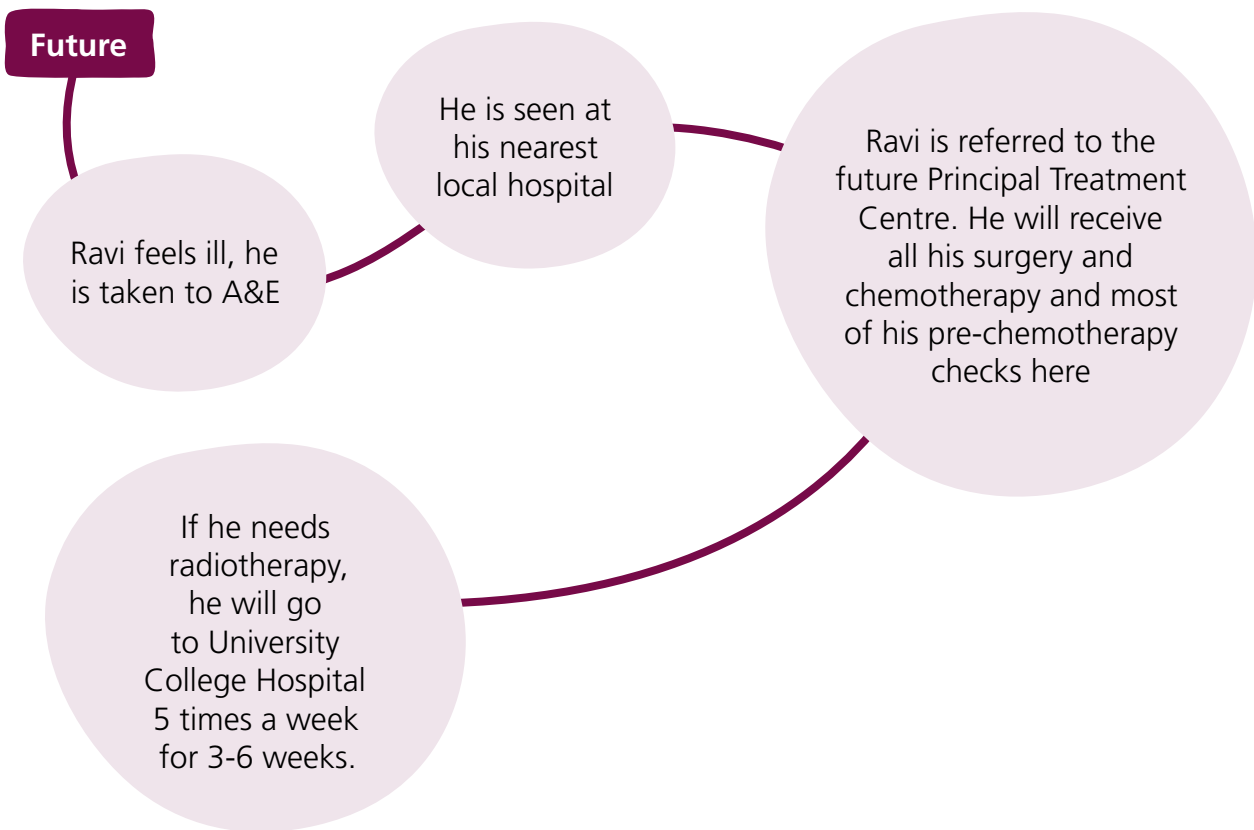 Future
Ravi feels ill, he
is taken to A&E
He is seen at
his nearest
local hospital
Ravi is referred to the
future Principal Treatment
Centre. He will receive
all his surgery and
chemotherapy and most
of his pre-chemotherapy
checks here
If he needs
radiotherapy,
he will go
to University
College Hospital
5 times a week
for 3-6 weeks.